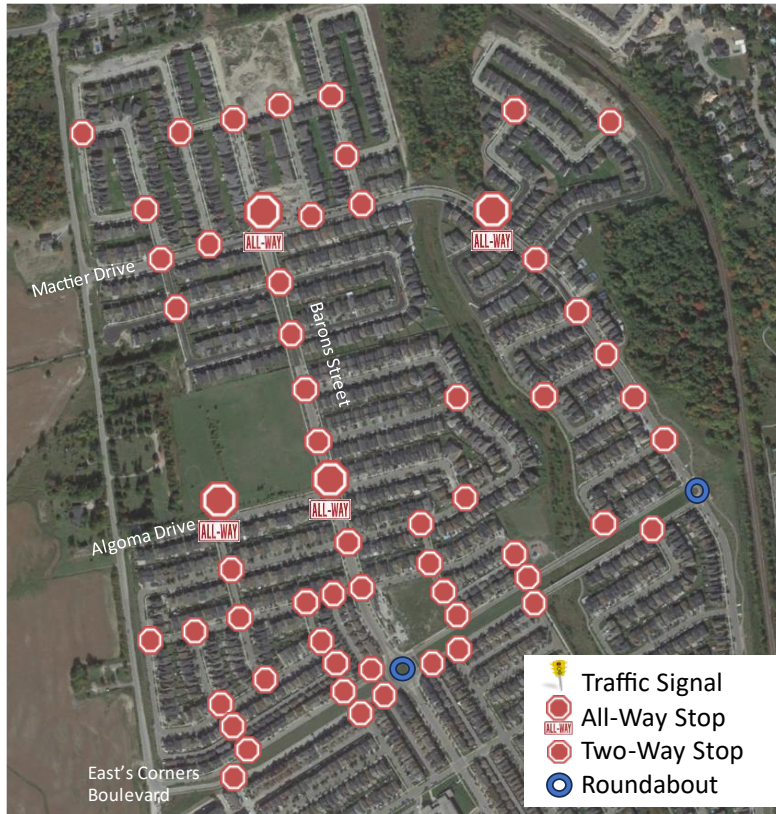 ALL-WAY
ALL-WAY
Mactier Drive
Barons Street
ALL-WAY
ALL-WAY
Algoma Drive
East's Corners
Boulevard
Traffic Signal
All-Way Stop
ALL-WAY
Two-Way Stop
Roundabout